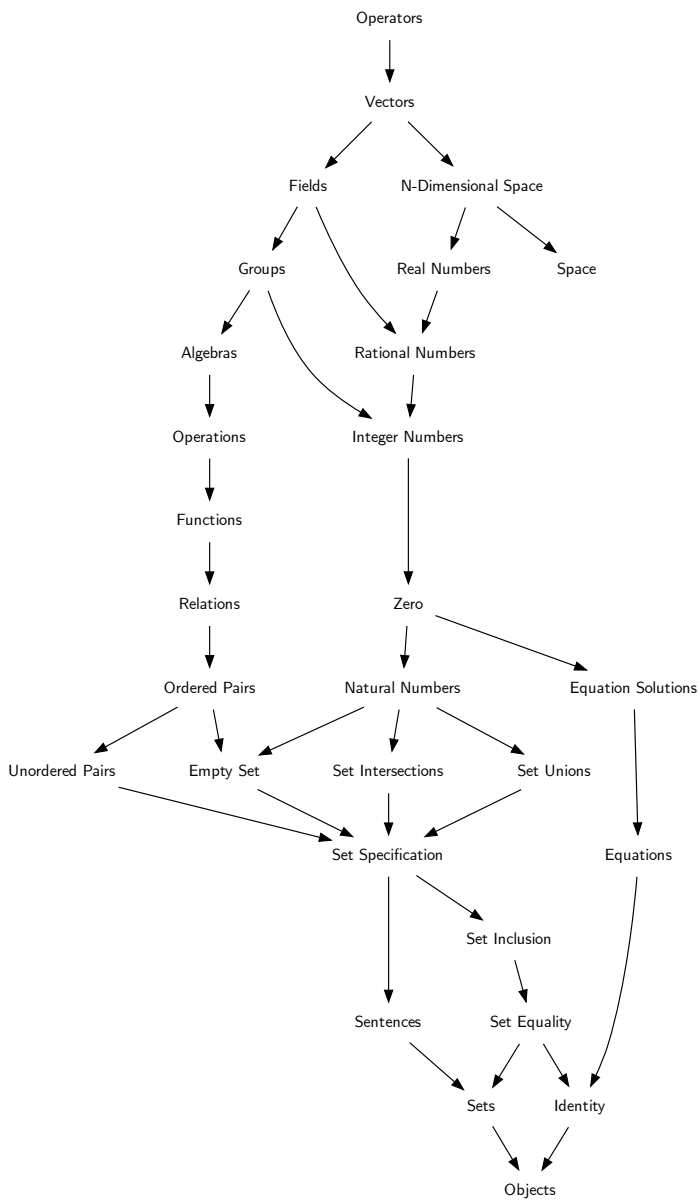 Operators
Vectors
Fields
N-Dimensional Space
Groups
Real Numbers
Space
Algebras
Rational Numbers
Operations
Integer Numbers
Functions
Relations
Zero
Ordered Pairs
Natural Numbers
Equation Solutions
Unordered Pairs
Empty Set
Set Intersections
Set Unions
Set Specification
Equations
Set Inclusion
Sentences
Set Equality
Sets
Identity
Objects